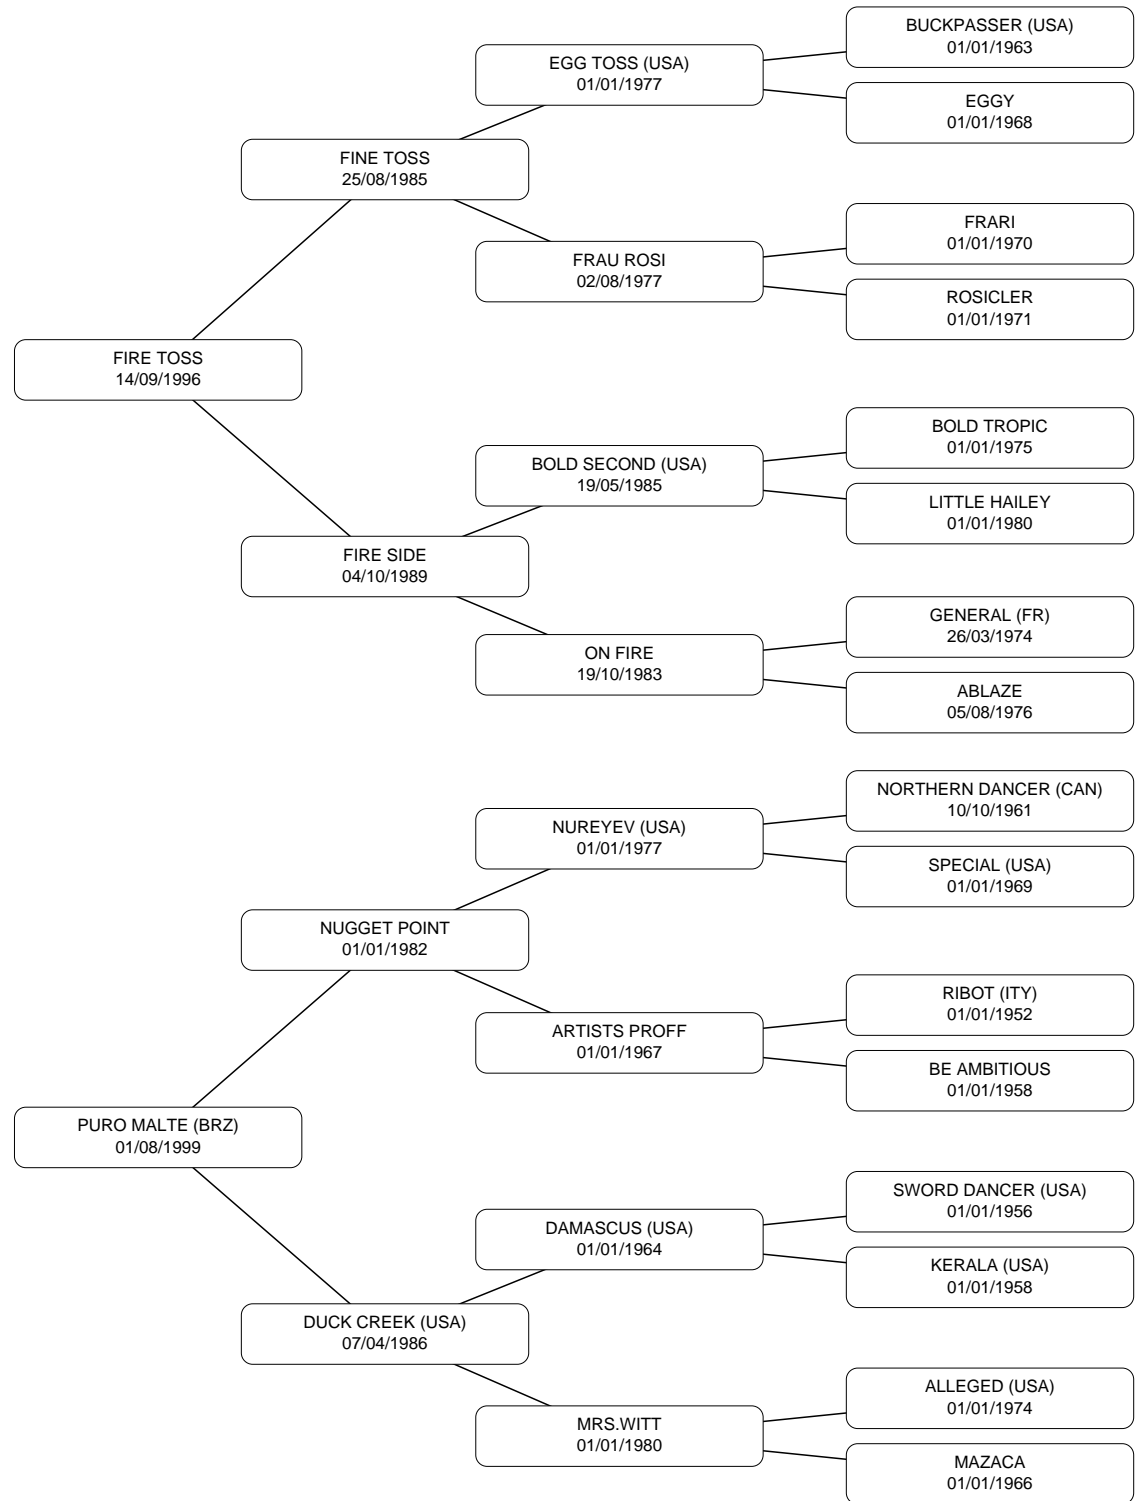 BUCKPASSER (USA)
01/01/1963
EGG TOSS (USA)
01/01/1977
EGGY
01/01/1968
FINE TOSS
25/08/1985
FRARI
01/01/1970
FRAU ROSI
02/08/1977
ROSICLER
01/01/1971
FIRE TOSS
14/09/1996
BOLD TROPIC
01/01/1975
BOLD SECOND (USA)
19/05/1985
LITTLE HAILEY
01/01/1980
FIRE SIDE
04/10/1989
GENERAL (FR)
26/03/1974
ON FIRE
19/10/1983
ABLAZE
05/08/1976
NORTHERN DANCER (CAN)
10/10/1961
NUREYEV (USA)
01/01/1977
SPECIAL (USA)
01/01/1969
NUGGET POINT
01/01/1982
RIBOT (ITY)
01/01/1952
ARTISTS PROFF
01/01/1967
BE AMBITIOUS
01/01/1958
PURO MALTE (BRZ)
01/08/1999
SWORD DANCER (USA)
01/01/1956
DAMASCUS (USA)
01/01/1964
KERALA (USA)
01/01/1958
DUCK CREEK (USA)
07/04/1986
ALLEGED (USA)
01/01/1974
MRS.WITT
01/01/1980
MAZACA
01/01/1966